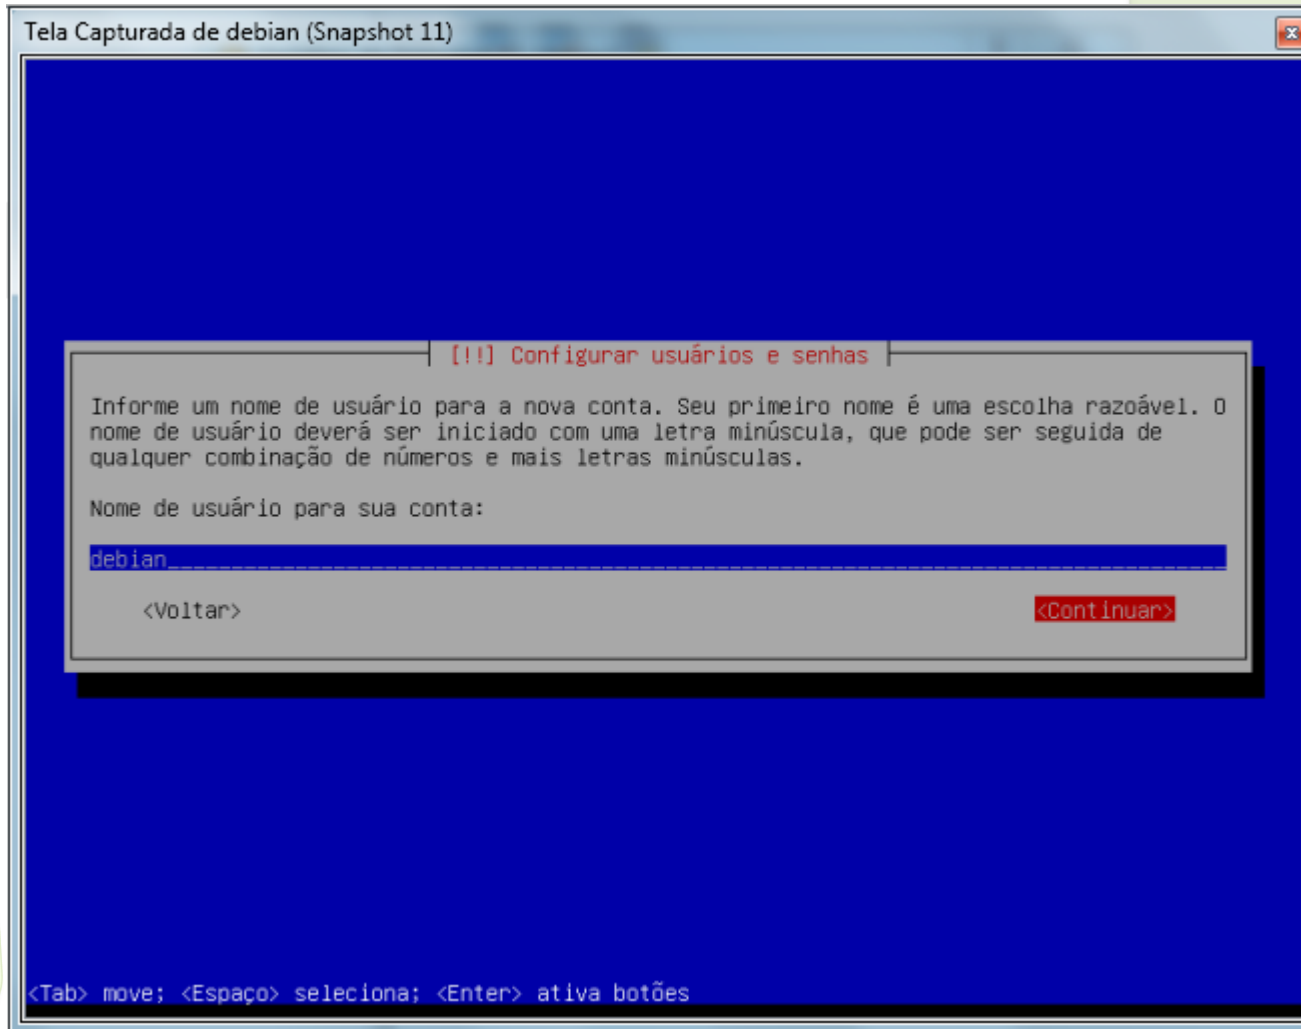 Tela Capturada de debian (Snapshot 11)
[!!] Configurar usuários e senhas
Informe um nome de usuário para a nova conta. Seu primeiro nome é uma escolha razoável. O
nome de usuário deverá ser iniciado com uma letra minúscula, que pode ser seguida de
qualquer combinação de números e mais letras minúsculas.
Nome de usuário para sua conta:
debian
<Voltar> <Continuar>
<Tab> move; <Espaço> seleciona; <Enter> ativa botões